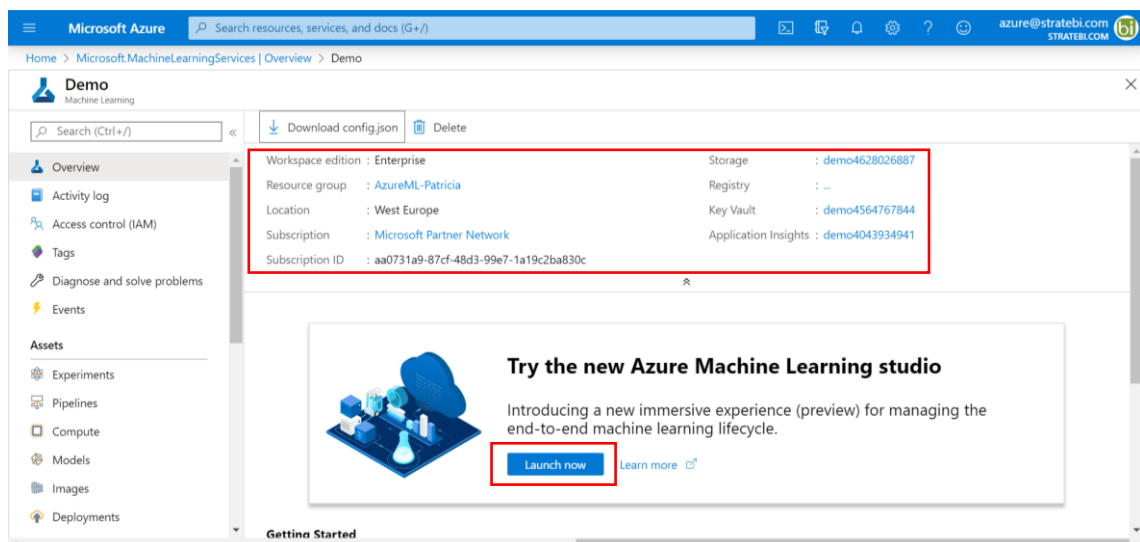 Microsoft Azure
Search resources, services, and docs (G+/)
azure@stratebi.com
STRATEBI.COM
bi
Home > Microsoft.MachineLearningServices | Overview > Demo
Demo
Machine Learning
Search (Ctrl+/)
Overview
Activity log
Access control (IAM)
Tags
Diagnose and solve problems
Events
Assets
Experiments
Pipelines
Compute
Models
Images
Deployments
Download config.json
Delete
Workspace edition : Enterprise
Resource group : AzureML-Patricia
Location : West Europe
Subscription : Microsoft Partner Network
Subscription ID : aa0731a9-87cf-48d3-99e7-1a19c2ba830c
Storage : demo4628026887
Registry : ...
Key Vault : demo4564767844
Application Insights : demo4043934941
Try the new Azure Machine Learning studio
Introducing a new immersive experience (preview) for managing the
end-to-end machine learning lifecycle.
Launch now
Learn more
Getting Started